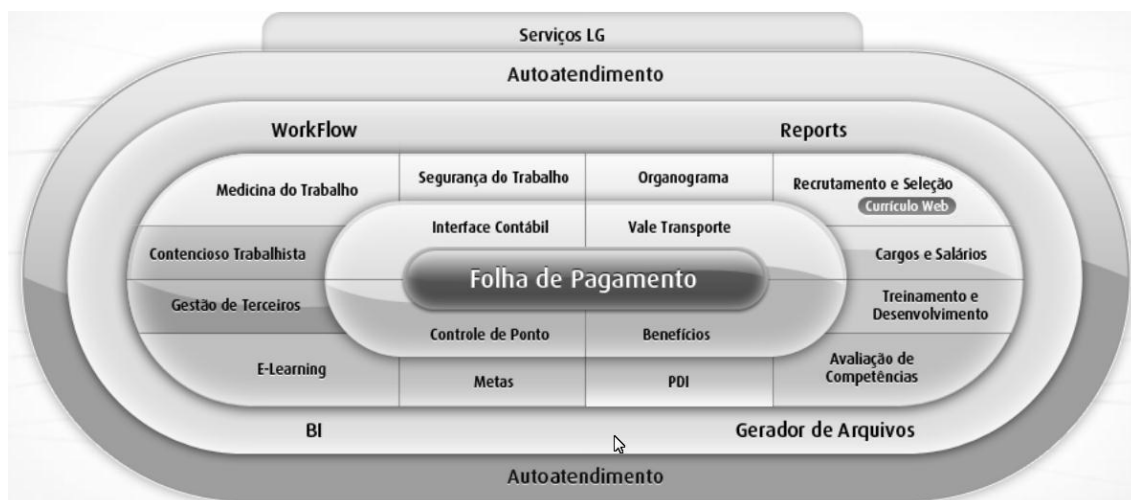 Serviços LG
Autoatendimento
WorkFlow
Reports
Medicina do Trabalho
Segurança do Trabalho
Organograma
Recrutamento e Seleção
Currículo Web
Interface Contábil
Vale Transporte
Contencioso Trabalhista
Cargos e Salários
Folha de Pagamento
Gestão de Terceiros
Treinamento e
Desenvolvimento
Controle de Ponto
Benefícios
E-Learning
Metas
PDI
Avaliação de
Competências
BI
Gerador de Arquivos
Autoatendimento